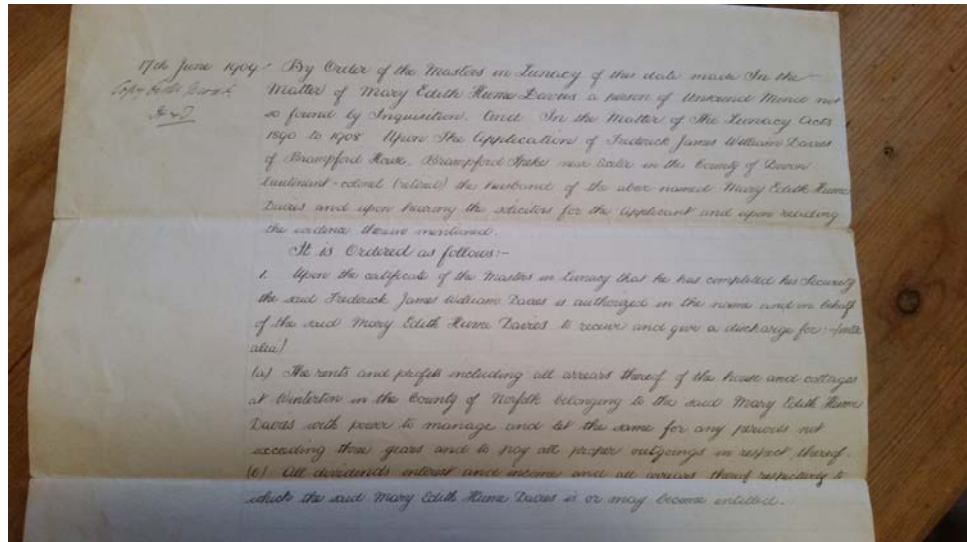 17th June 1909 By Order of the Masters in Lunacy of this date made In the
Matter of Mary Edith Hume Davies a person of Unsound Mind not
so found by Inquisition. And In the Matter of The Lunacy Acts
1890 to 1908 Upon The Application of Frederick James William Davies
of Brampford House, Brampford Speke near Exeter in the County of Devon
Lieutenant-colonel (retired) the husband of the above named Mary Edith Hume
Davies and upon hearing the solicitors for the Applicant and upon reading
the evidence therein mentioned.
It is Ordered as follows:-
1. Upon the certificate of the Masters in Lunacy that he has completed his Security
the said Frederick James William Davies is authorized in the name and on behalf
of the said Mary Edith Hume Davies to receive and give a discharge for:-(inter
alia)
(a) The rents and profits including all arrears thereof of the house and cottages
at Winterton in the County of Norfolk belonging to the said Mary Edith Hume
Davies with power to manage and let the same for any periods not
exceeding three years and to pay all proper outgoings in respect thereof.
All dividends interest and income and all arrears thereof respectively to
which the said Mary Edith Hume Davies is or may become entitled.